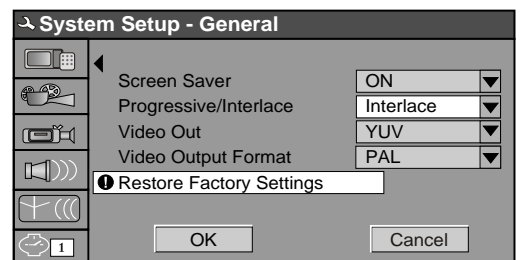 System Setup - General
Screen Saver ON
Progressive/Interlace Interlace
Video Out YUV
Video Output Format PAL
Restore Factory Settings
1
OK Cancel